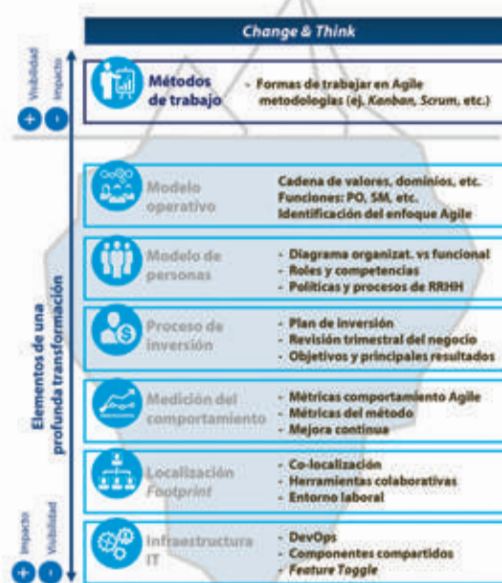 Change & Think
Visibilidad
Impacto
+ -
Métodos
de trabajo
- Formas de trabajar en Agile
metodologías (ej. Kanban, Scrum, etc.)
Elementos de una
profunda transformación
Modelo
operativo
Cadena de valores, dominios, etc.
Funciones: PO, SM, etc.
Identificación del enfoque Agile
Modelo de
personas
- Diagrama organizat. vs funcional
- Roles y competencias
- Políticas y procesos de RRHH
Proceso de
inversión
- Plan de inversión
- Revisión trimestral del negocio
- Objetivos y principales resultados
Medición del
comportamiento
- Métricas comportamiento Agile
- Métricas del método
- Mejora continua
Localización
Footprint
- Co-localización
- Herramientas colaborativas
- Entorno laboral
Impacto
Visibilidad
+ -
Infraestructura
IT
- DevOps
- Componentes compartidos
- Feature Toggle